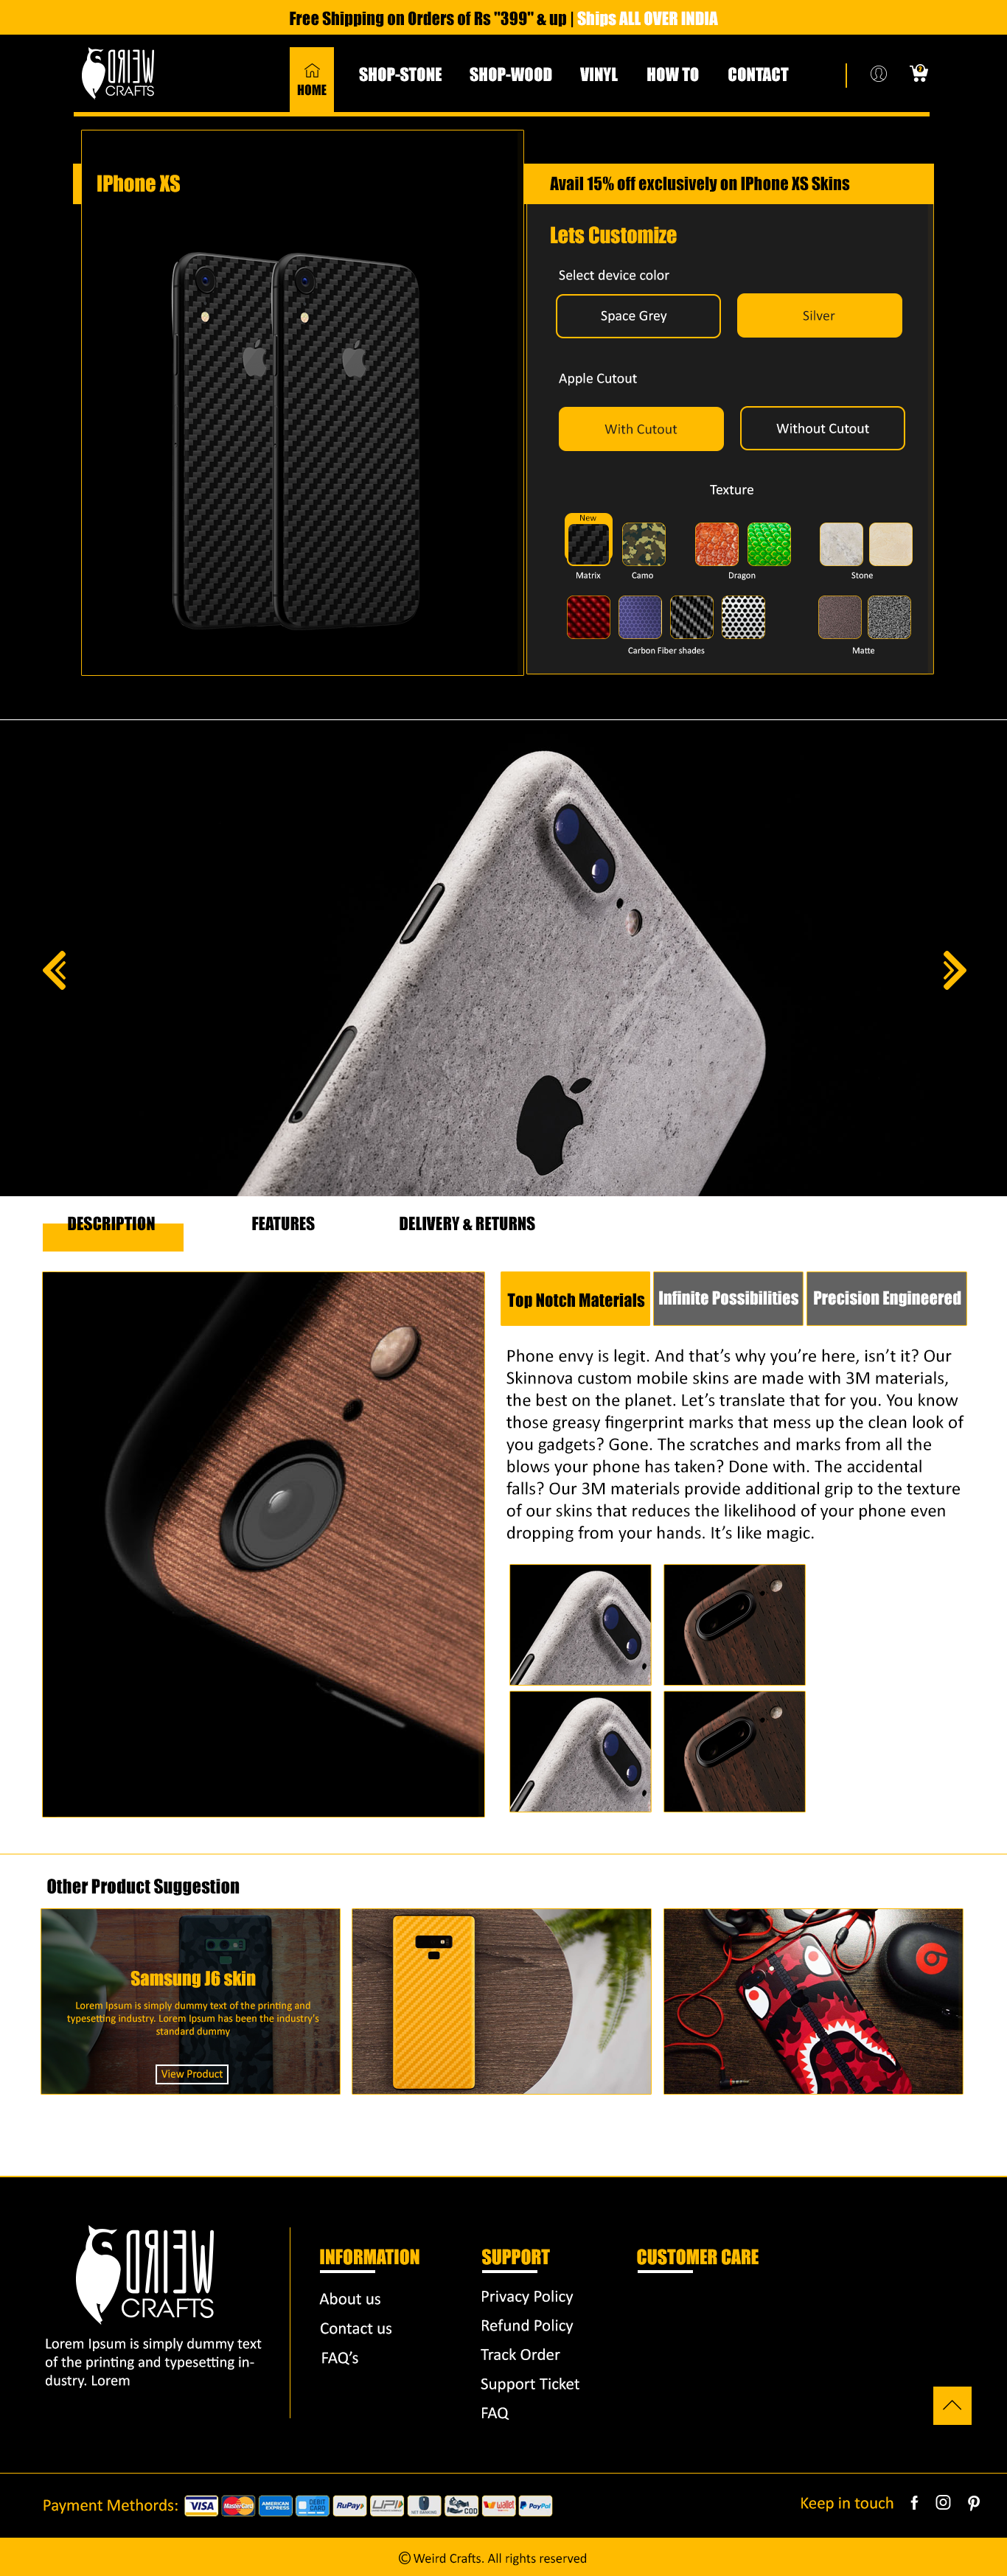 Free Shipping on Orders of Rs "399" & up | Ships ALL OVER INDIA
WEIRD
CRAFTS
HOME
SHOP-STONE
SHOP-WOOD
VINYL
HOW TO
CONTACT
IPhone XS
Avail 15% off exclusively on IPhone XS Skins
Lets Customize
Select device color
Space Grey
Silver
Apple Cutout
With Cutout
Without Cutout
Texture
New
Matrix
Camo
Dragon
Stone
Carbon Fiber shades
Matte
DESCRIPTION
FEATURES
DELIVERY & RETURNS
Top Notch Materials
Infinite Possibilities
Precision Engineered
Phone envy is legit. And that’s why you’re here, isn’t it? Our
Skinnova custom mobile skins are made with 3M materials,
the best on the planet. Let’s translate that for you. You know
those greasy fingerprint marks that mess up the clean look of
you gadgets? Gone. The scratches and marks from all the
blows your phone has taken? Done with. The accidental
falls? Our 3M materials provide additional grip to the texture
of our skins that reduces the likelihood of your phone even
dropping from your hands. It’s like magic.
Other Product Suggestion
Samsung J6 skin
Lorem Ipsum is simply dummy text of the printing and
typesetting industry. Lorem Ipsum has been the industry’s
standard dummy
View Product
WEIRD
CRAFTS
Lorem Ipsum is simply dummy text
of the printing and typesetting in-
dustry. Lorem
INFORMATION
About us
Contact us
FAQ’s
SUPPORT
Privacy Policy
Refund Policy
Track Order
Support Ticket
FAQ
CUSTOMER CARE
Payment Methords:
VISA
MasterCard
AMERICAN EXPRESS
DEBIT CARD
RuPay
UPI
NET BANKING
COD
wallet
PayPal
Keep in touch
© Weird Crafts. All rights reserved